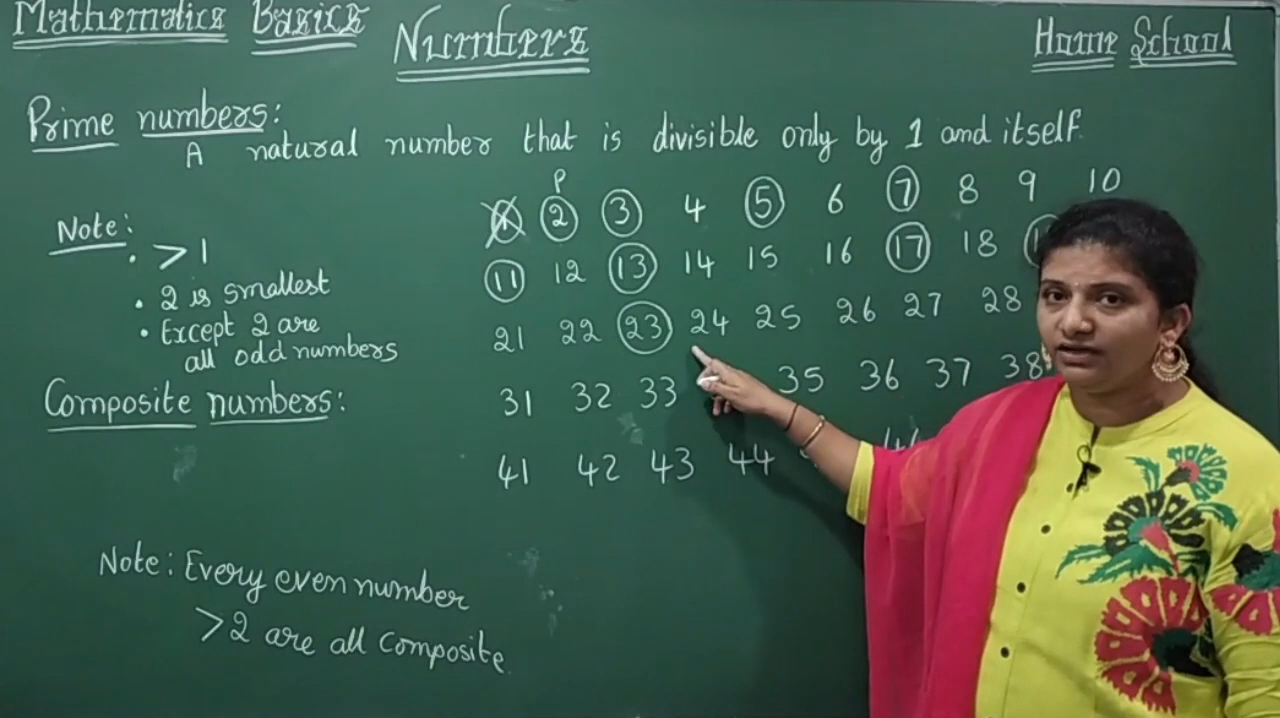 Mathematics Basics
Numbers
Home School
Prime numbers:
A natural number that is divisible only by 1 and itself.
P
1 2 3 4 5 6 7 8 9 10
11 12 13 14 15 16 17 18
21 22 23 24 25 26 27 28
31 32 33 35 36 37 38
41 42 43 44
Note:
• > 1
• 2 is smallest
• Except 2 are
all odd numbers
Composite numbers:
Note: Every even number
>2 are all composite